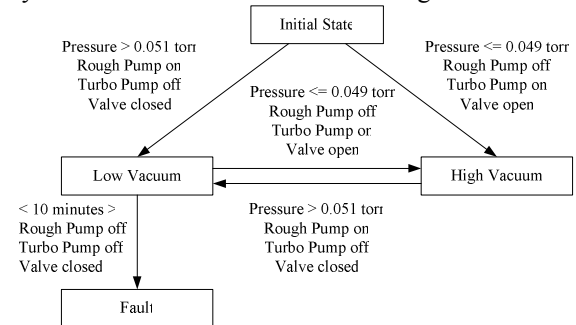 Initial State
Pressure > 0.051 torr
Rough Pump on
Turbo Pump off
Valve closed
Pressure <= 0.049 torr
Rough Pump off
Turbo Pump on
Valve open
Pressure <= 0.049 torr
Rough Pump off
Turbo Pump on
Valve open
Low Vacuum
High Vacuum
< 10 minutes >
Rough Pump off
Turbo Pump off
Valve closed
Pressure > 0.051 torr
Rough Pump on
Turbo Pump off
Valve closed
Fault